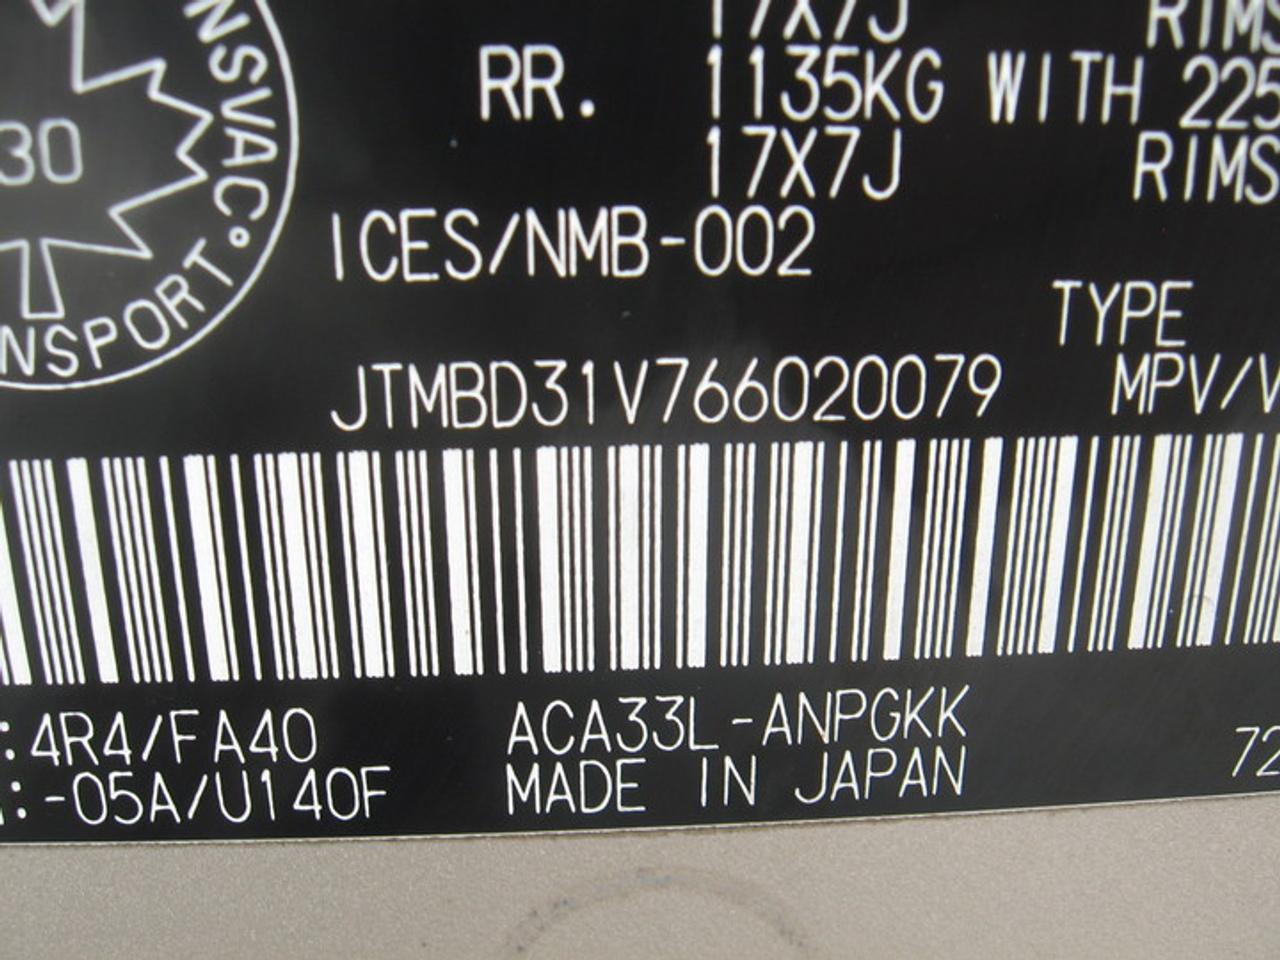 17X7J RIMS
RR. 1135KG WITH 225
17X7J RIMS
30
NSVAC
NSPORT
ICES/NMB-002
TYPE
JTMBD31V766020079 MPV/V
:4R4/FA40 ACA33L-ANPGKK
:-05A/U140F MADE IN JAPAN 72